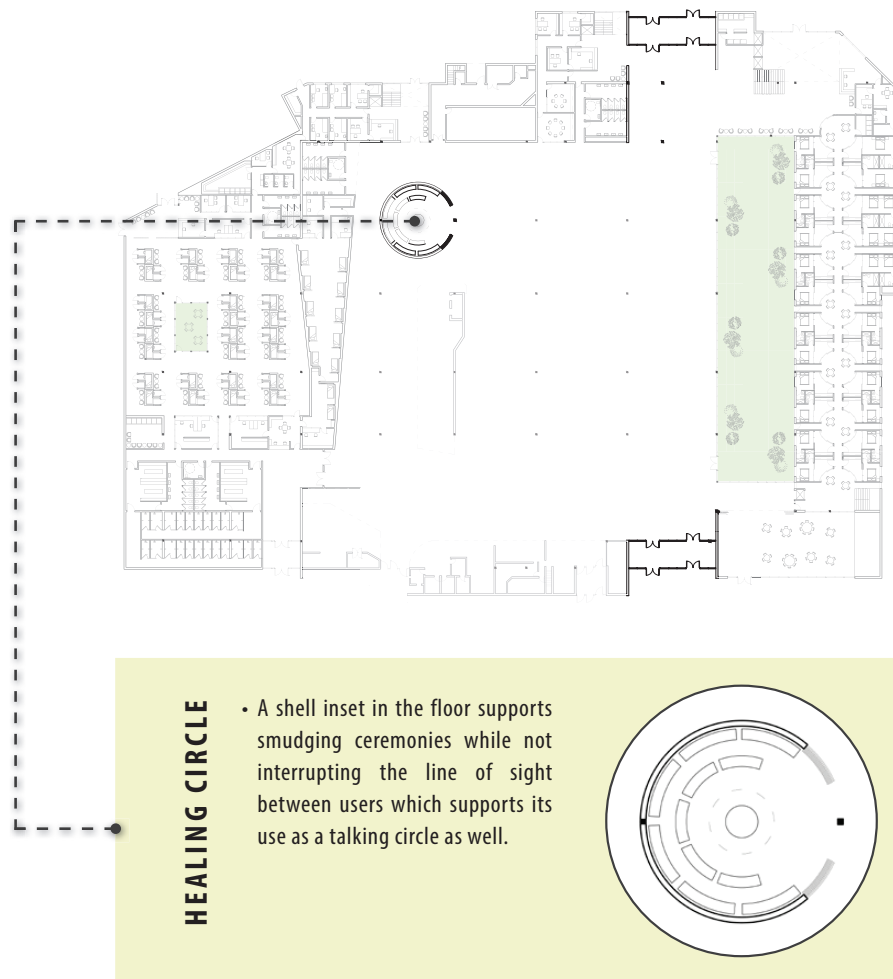 HEALING CIRCLE
• A shell inset in the floor supports
smudging ceremonies while not
interrupting the line of sight
between users which supports its
use as a talking circle as well.